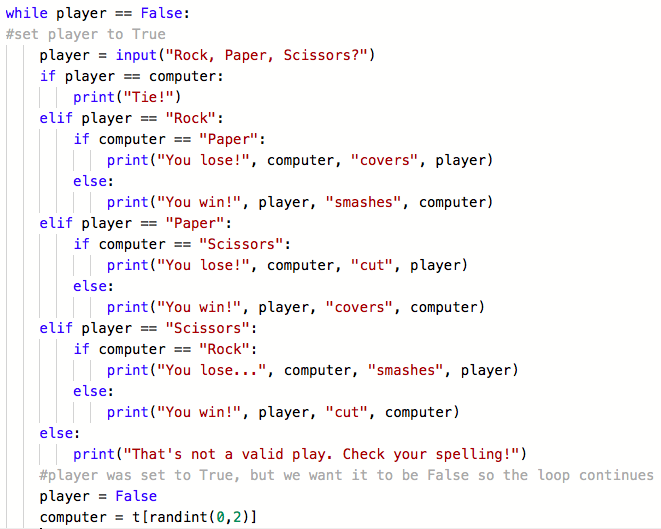 while player == False:
#set player to True
    player = input("Rock, Paper, Scissors?")
    if player == computer:
        print("Tie!")
    elif player == "Rock":
        if computer == "Paper":
            print("You lose!", computer, "covers", player)
        else:
            print("You win!", player, "smashes", computer)
    elif player == "Paper":
        if computer == "Scissors":
            print("You lose!", computer, "cut", player)
        else:
            print("You win!", player, "covers", computer)
    elif player == "Scissors":
        if computer == "Rock":
            print("You lose...", computer, "smashes", player)
        else:
            print("You win!", player, "cut", computer)
    else:
        print("That's not a valid play. Check your spelling!")
    #player was set to True, but we want it to be False so the loop continues
    player = False
    computer = t[randint(0,2)]